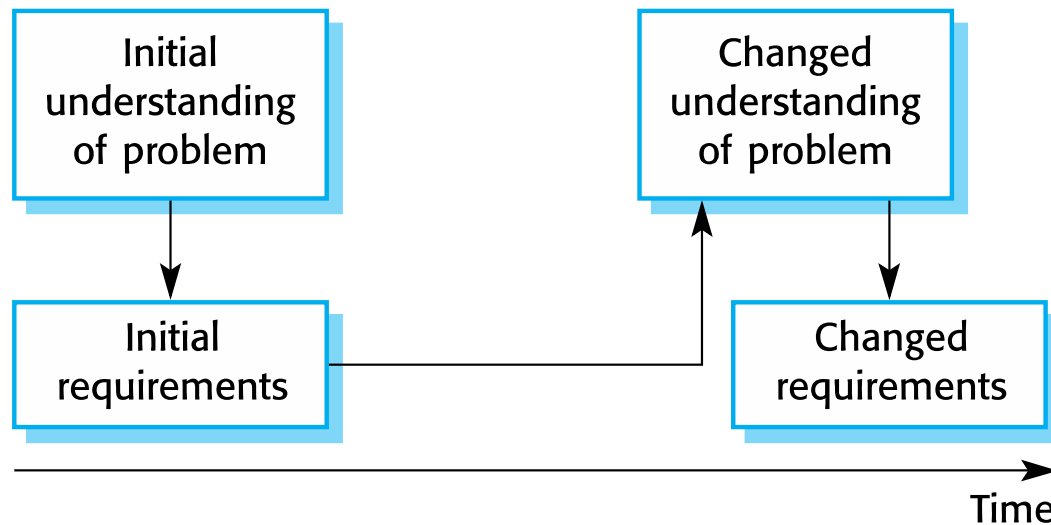 Initial
understanding
of problem
Changed
understanding
of problem
Initial
requirements
Changed
requirements
Time